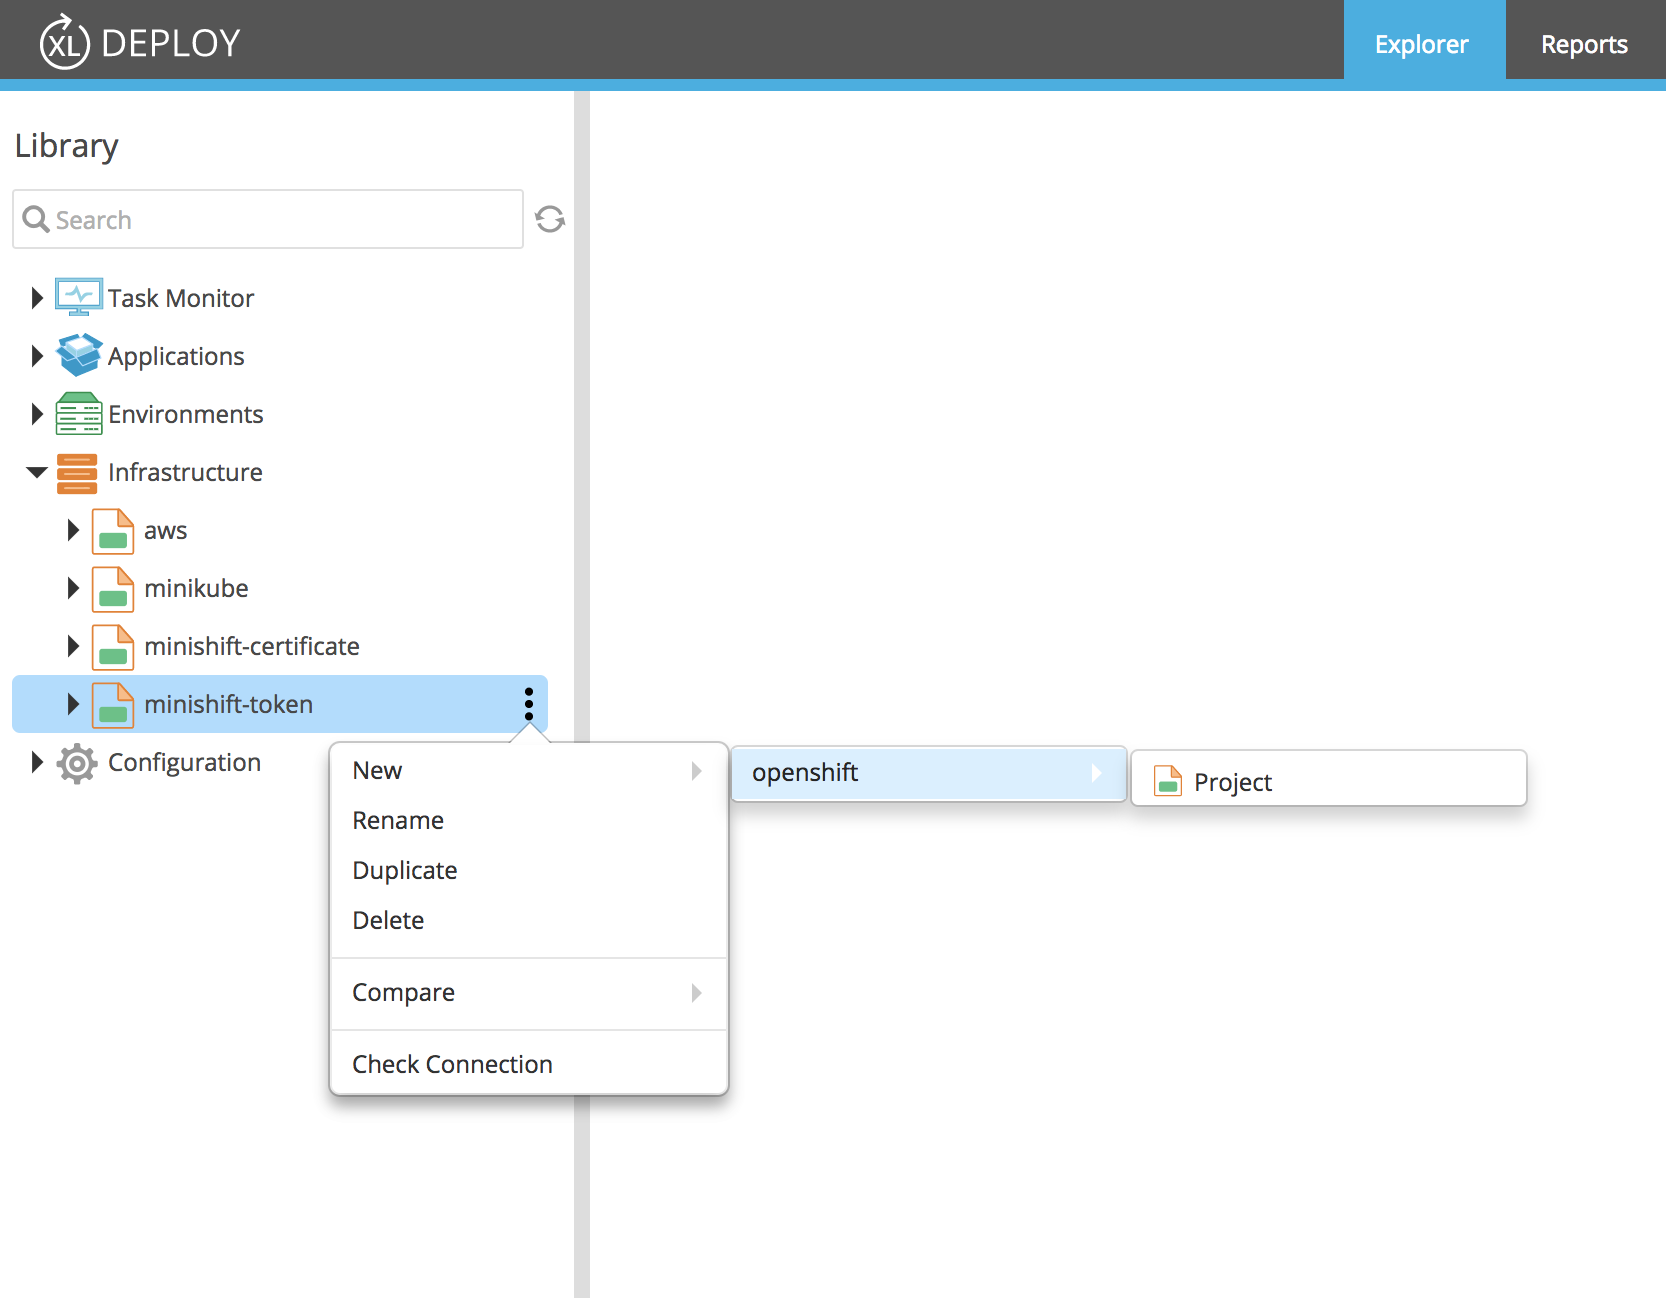 XL DEPLOY
Explorer
Reports
Library
Search
Task Monitor
Applications
Environments
Infrastructure
aws
minikube
minishift-certificate
minishift-token
Configuration
New
openshift
Project
Rename
Duplicate
Delete
Compare
Check Connection